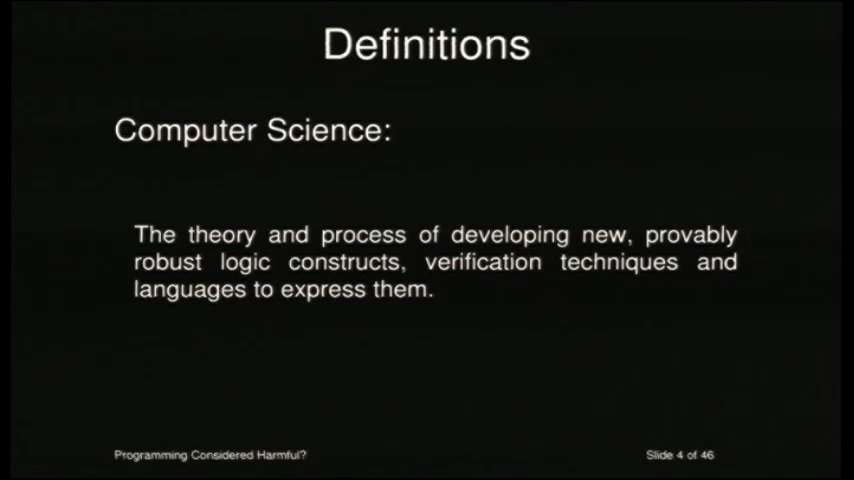 Definitions
Computer Science:
The theory and process of developing new, provably
robust logic constructs, verification techniques and
languages to express them.
Programming Considered Harmful?
Slide 4 of 46